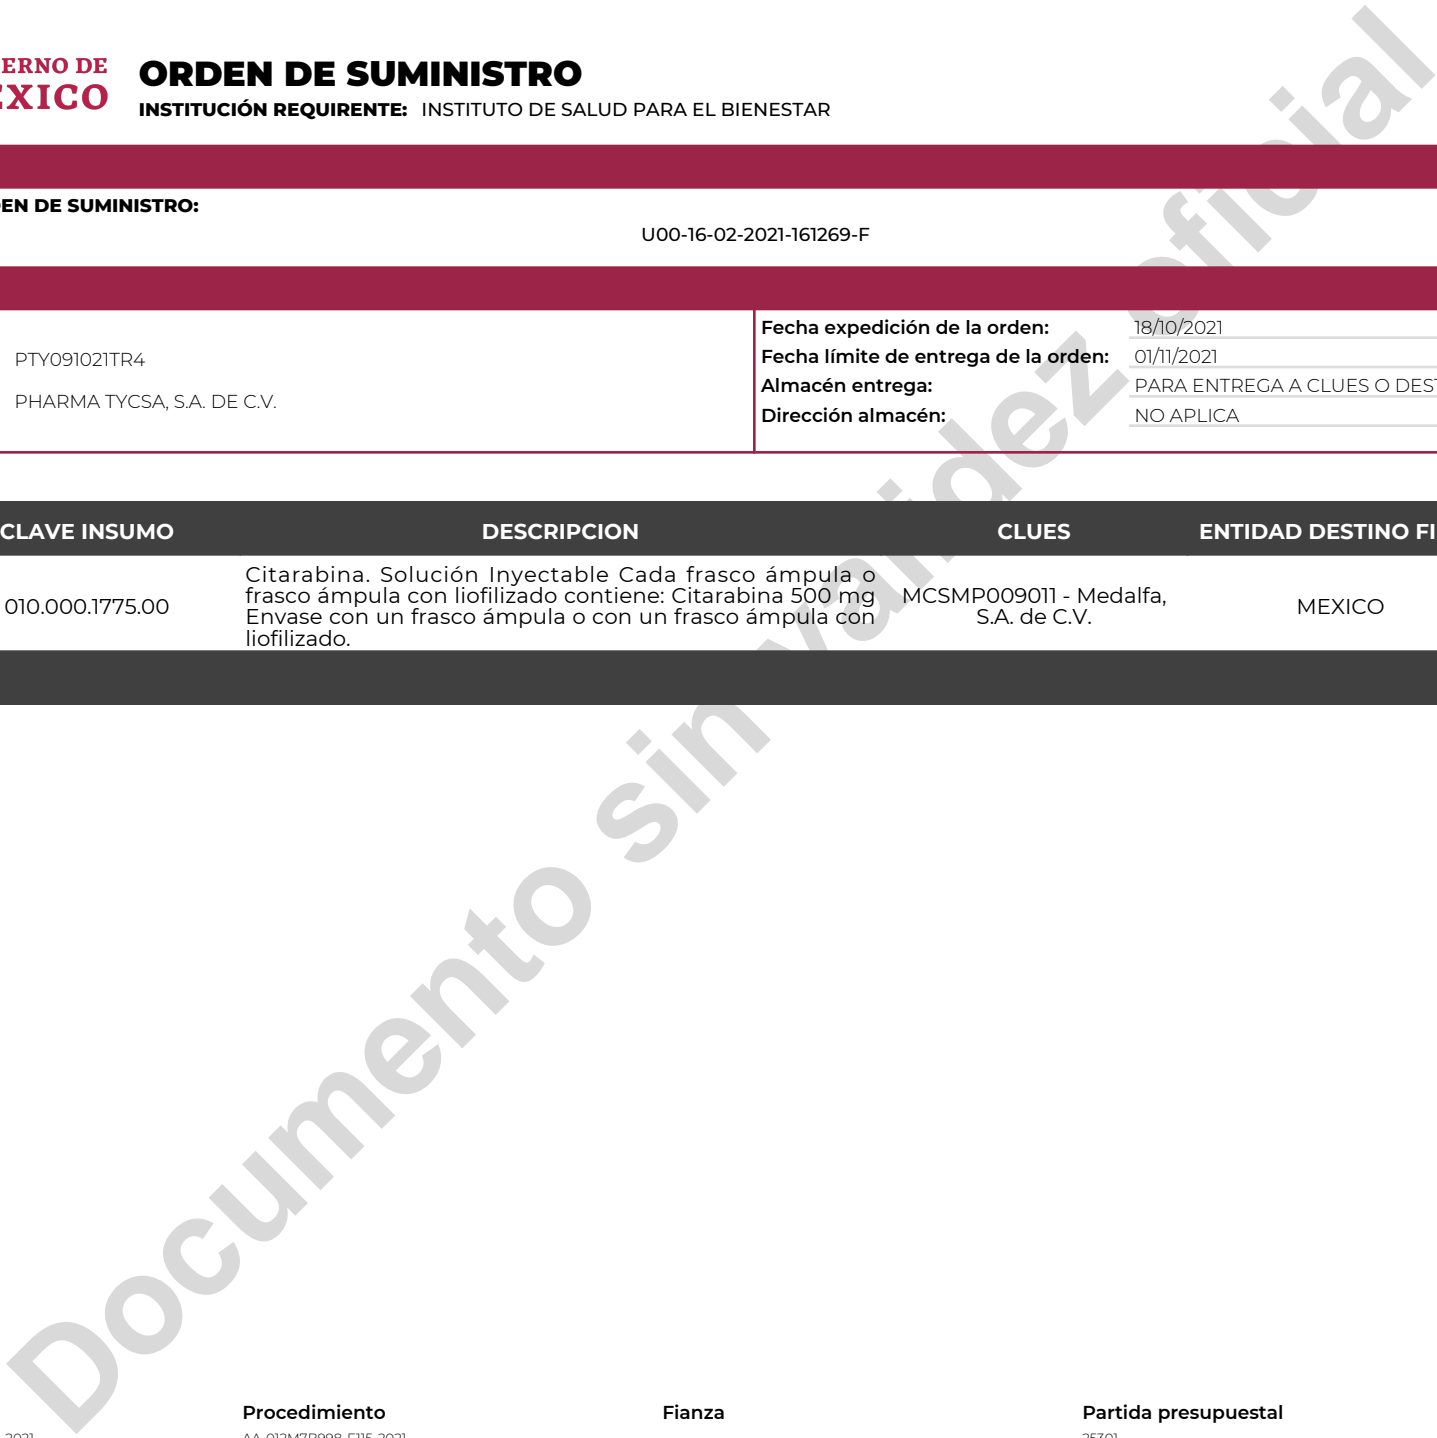 ERNO DE
ORDEN DE SUMINISTRO
EXICO
INSTITUCIÓN REQUIRENTE: INSTITUTO DE SALUD PARA EL BIENESTAR
EN DE SUMINISTRO:
U00-16-02-2021-161269-F
PTY091021TR4
PHARMA TYCSA, S.A. DE C.V.
Fecha expedición de la orden: 18/10/2021
Fecha límite de entrega de la orden: 01/11/2021
Almacén entrega: PARA ENTREGA A CLUES O DEST
Dirección almacén: NO APLICA
CLAVE INSUMO DESCRIPCION CLUES ENTIDAD DESTINO FI
010.000.1775.00
Citarabina. Solución Inyectable Cada frasco ámpula o
frasco ámpula con liofilizado contiene: Citarabina 500 mg
Envase con un frasco ámpula o con un frasco ámpula con
liofilizado.
MCSMP009011 - Medalfa,
S.A. de C.V.
MEXICO
Documento sin validez oficial
Procedimiento Fianza Partida presupuestal